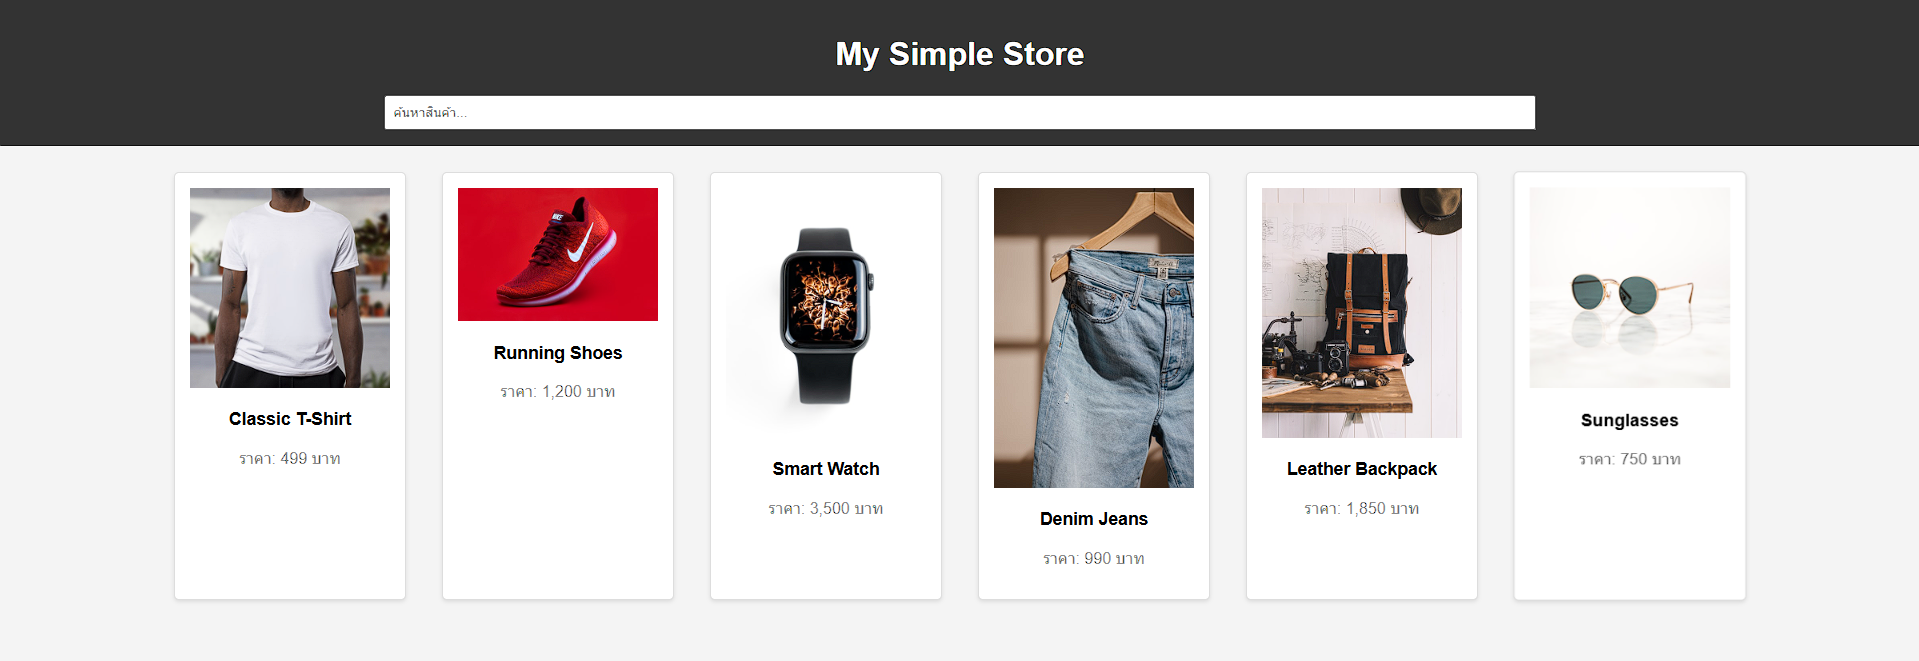 My Simple Store
ค้นหาสินค้า...
Classic T-Shirt
ราคา: 499 บาท
NIKE
Running Shoes
ราคา: 1,200 บาท
Smart Watch
ราคา: 3,500 บาท
Denim Jeans
ราคา: 990 บาท
Leather Backpack
ราคา: 1,850 บาท
Sunglasses
ราคา: 750 บาท